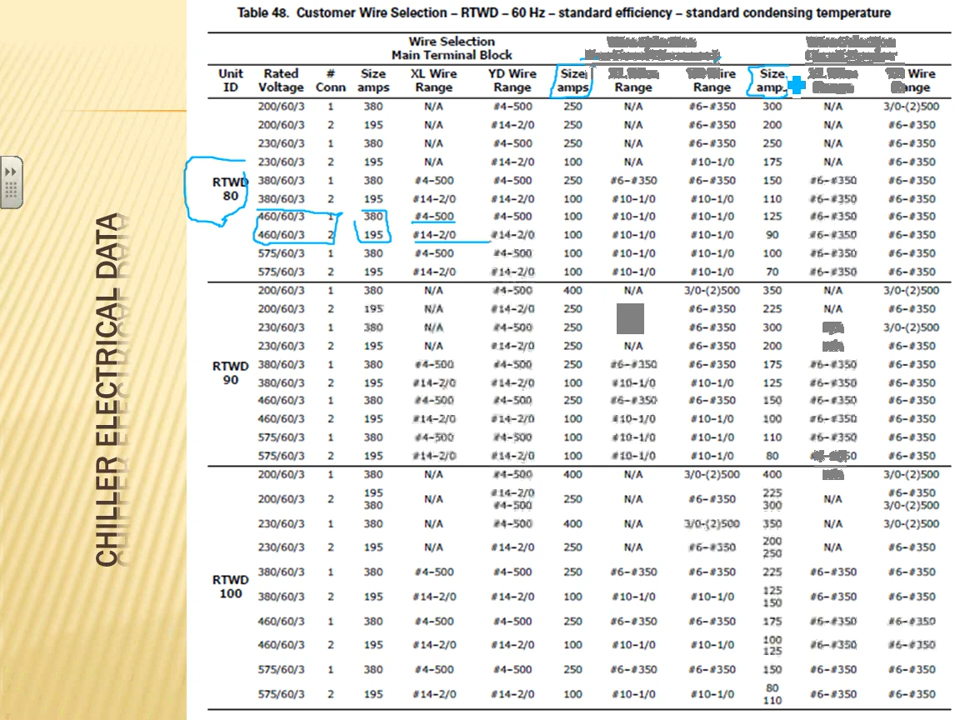 CHILLER ELECTRICAL DATA
Table 48. Customer Wire Selection – RTWD – 60 Hz – standard efficiency – standard condensing temperature
Wire Selection
Main Terminal Block
Unit Rated # Size XL Wire YD Wire Size Wire Size Wire
ID Voltage Conn amps Range Range amps Range Range amp. Range
200/60/3 1 380 N/A #4–500 250 N/A #6–#350 300 N/A 3/0-(2)500
200/60/3 2 195 N/A #14–2/0 250 N/A #6–#350 200 N/A #6–#350
230/60/3 1 380 N/A #4–500 250 N/A #6–#350 250 N/A #6–#350
230/60/3 2 195 N/A #14–2/0 100 N/A #10–1/0 175 N/A #6–#350
RTWD 380/60/3 1 380 #4–500 #4–500 250 #6–#350 #6–#350 150 #6–#350 #6–#350
80 380/60/3 2 195 #14–2/0 #14–2/0 100 #10–1/0 #10–1/0 110 #6–#350 #6–#350
460/60/3 1 380 #4–500 #4–500 100 #10–1/0 #10–1/0 125 #6–#350 #6–#350
460/60/3 2 195 #14–2/0 #14–2/0 100 #10–1/0 #10–1/0 90 #6–#350 #6–#350
575/60/3 1 380 #4–500 #4–500 100 #10–1/0 #10–1/0 100 #6–#350 #6–#350
575/60/3 2 195 #14–2/0 #14–2/0 100 #10–1/0 #10–1/0 70 #6–#350 #6–#350
200/60/3 1 380 N/A #4–500 400 N/A 3/0-(2)500 350 N/A 3/0-(2)500
200/60/3 2 195 N/A #14–2/0 250 #6–#350 225 N/A #6–#350
230/60/3 1 380 N/A #4–500 250 #6–#350 300 3/0-(2)500
230/60/3 2 195 N/A #14–2/0 250 N/A #6–#350 200 #6–#350
RTWD 380/60/3 1 380 #4–500 #4–500 250 #6–#350 #6–#350 175 #6–#350 #6–#350
90 380/60/3 2 195 #14–2/0 #14–2/0 100 #10–1/0 #10–1/0 125 #6–#350 #6–#350
460/60/3 1 380 #4–500 #4–500 250 #6–#350 #6–#350 150 #6–#350 #6–#350
460/60/3 2 195 #14–2/0 #14–2/0 100 #10–1/0 #10–1/0 100 #6–#350 #6–#350
575/60/3 1 380 #4–500 #4–500 100 #10–1/0 #10–1/0 110 #6–#350 #6–#350
575/60/3 2 195 #14–2/0 #14–2/0 100 #10–1/0 #10–1/0 80 #6–#350
200/60/3 1 380 N/A #4–500 400 N/A 3/0-(2)500 400 3/0-(2)500
195 #14–2/0 225 #6–#350
200/60/3 2 N/A 250 N/A #6–#350 N/A
380 #4–500 300 3/0-(2)500
230/60/3 1 380 N/A #4–500 400 N/A 3/0-(2)500 350 N/A 3/0-(2)500
200
230/60/3 2 195 N/A #14–2/0 250 N/A #6–#350 N/A #6–#350
250
RTWD 380/60/3 1 380 #4–500 #4–500 250 #6–#350 #6–#350 225 #6–#350 #6–#350
100
125
380/60/3 2 195 #14–2/0 #14–2/0 100 #10–1/0 #10–1/0 #6–#350 #6–#350
150
460/60/3 1 380 #4–500 #4–500 250 #6–#350 #6–#350 175 #6–#350 #6–#350
100
460/60/3 2 195 #14–2/0 #14–2/0 100 #10–1/0 #10–1/0 #6–#350 #6–#350
125
575/60/3 1 380 #4–500 #4–500 250 #6–#350 #6–#350 150 #6–#350 #6–#350
80
575/60/3 2 195 #14–2/0 #14–2/0 100 #10–1/0 #10–1/0 #6–#350 #6–#350
110